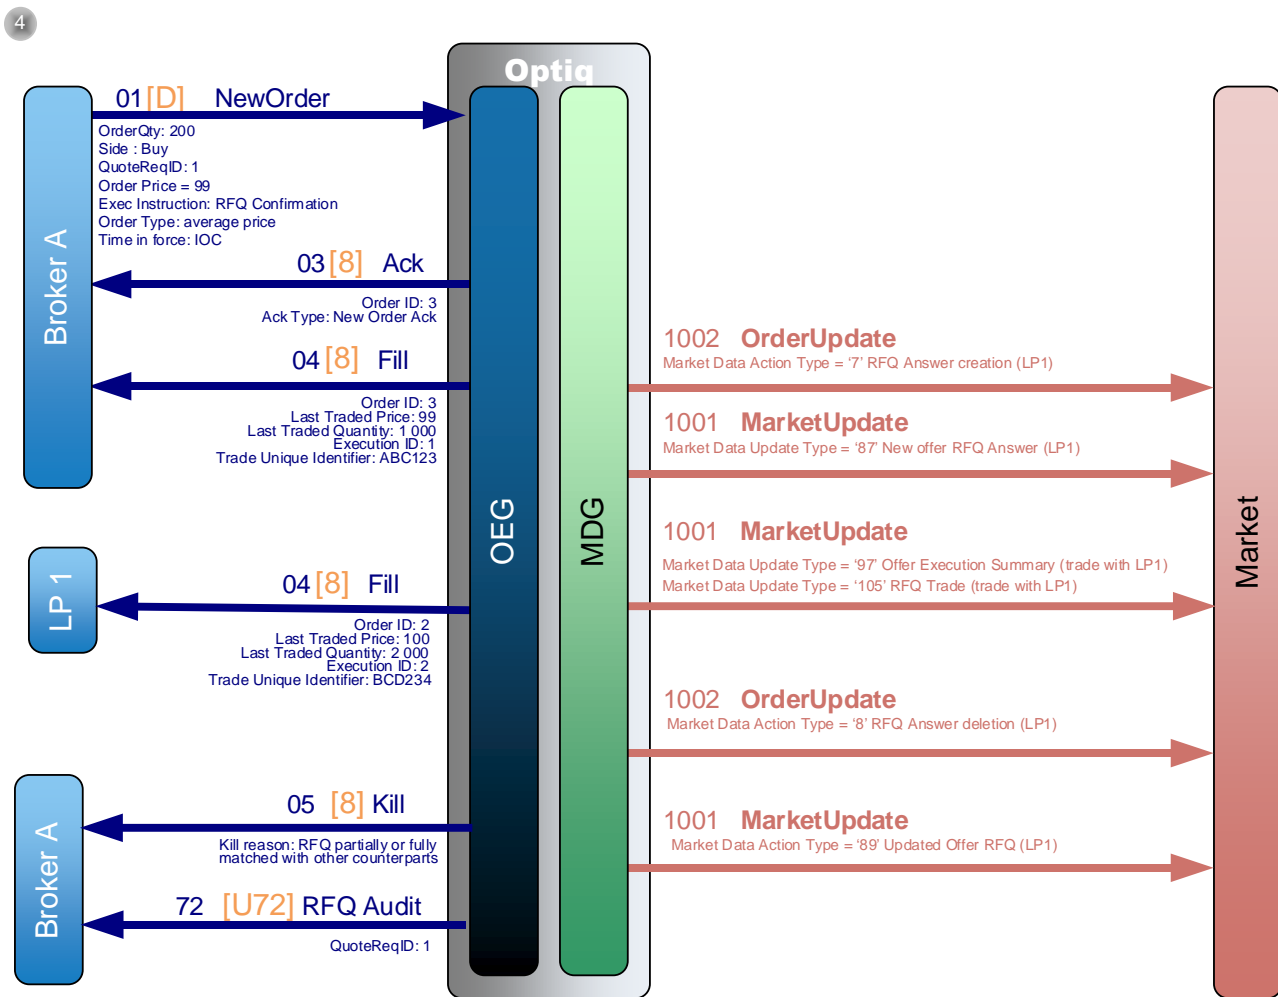 4
Optiq
01 [D] NewOrder
OrderQty: 200
Side : Buy
QuoteReqID: 1
Order Price = 99
Exec Instruction: RFQ Confirmation
Order Type: average price
Time in force: IOC
Broker A
03 [8] Ack
Order ID: 3
Ack Type: New Order Ack
04 [8] Fill
Order ID: 3
Last Traded Price: 99
Last Traded Quantity: 1 000
Execution ID: 1
Trade Unique Identifier: ABC123
LP 1
04 [8] Fill
Order ID: 2
Last Traded Price: 100
Last Traded Quantity: 2 000
Execution ID: 2
Trade Unique Identifier: BCD234
Broker A
05 [8] Kill
Kill reason: RFQ partially or fully
matched with other counterparts
72 [U72] RFQ Audit
QuoteReqID: 1
OEG
MDG
1002 OrderUpdate
Market Data Action Type = ‘7’ RFQ Answer creation (LP1)
1001 MarketUpdate
Market Data Update Type = ‘87’ New offer RFQ Answer (LP1)
1001 MarketUpdate
Market Data Update Type = ‘97’ Offer Execution Summary (trade with LP1)
Market Data Update Type = ‘105’ RFQ Trade (trade with LP1)
1002 OrderUpdate
Market Data Action Type = ‘8’ RFQ Answer deletion (LP1)
1001 MarketUpdate
Market Data Action Type = ‘89’ Updated Offer RFQ (LP1)
Market